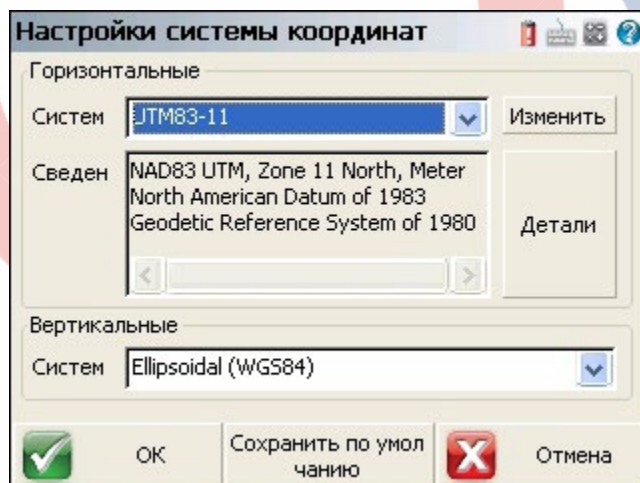 Настройки системы координат
Горизонтальные
Систем
UTM83-11
Изменить
Сведен
NAD83 UTM, Zone 11 North, Meter
North American Datum of 1983
Geodetic Reference System of 1980
Детали
Вертикальные
Систем
Ellipsoidal (WGS84)
OK
Сохранить по умол
чанию
Отмена